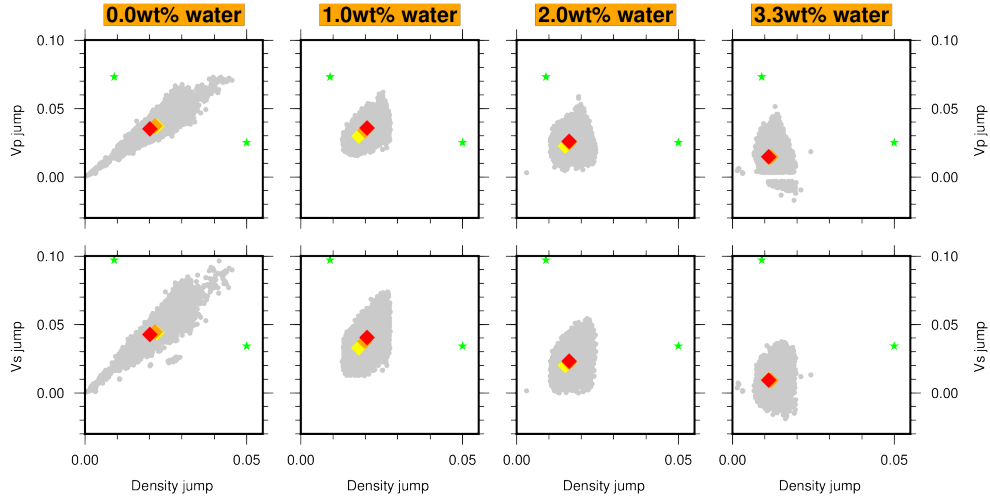 0.0wt% water 1.0wt% water 2.0wt% water 3.3wt% water
0.10 0.10
0.05 0.05
0.00 0.00
Vp jump Vp jump
0.10 0.10
0.05 0.05
0.00 0.00
Vs jump Vs jump
0.00 0.05 0.00 0.05 0.00 0.05 0.00 0.05
Density jump Density jump Density jump Density jump